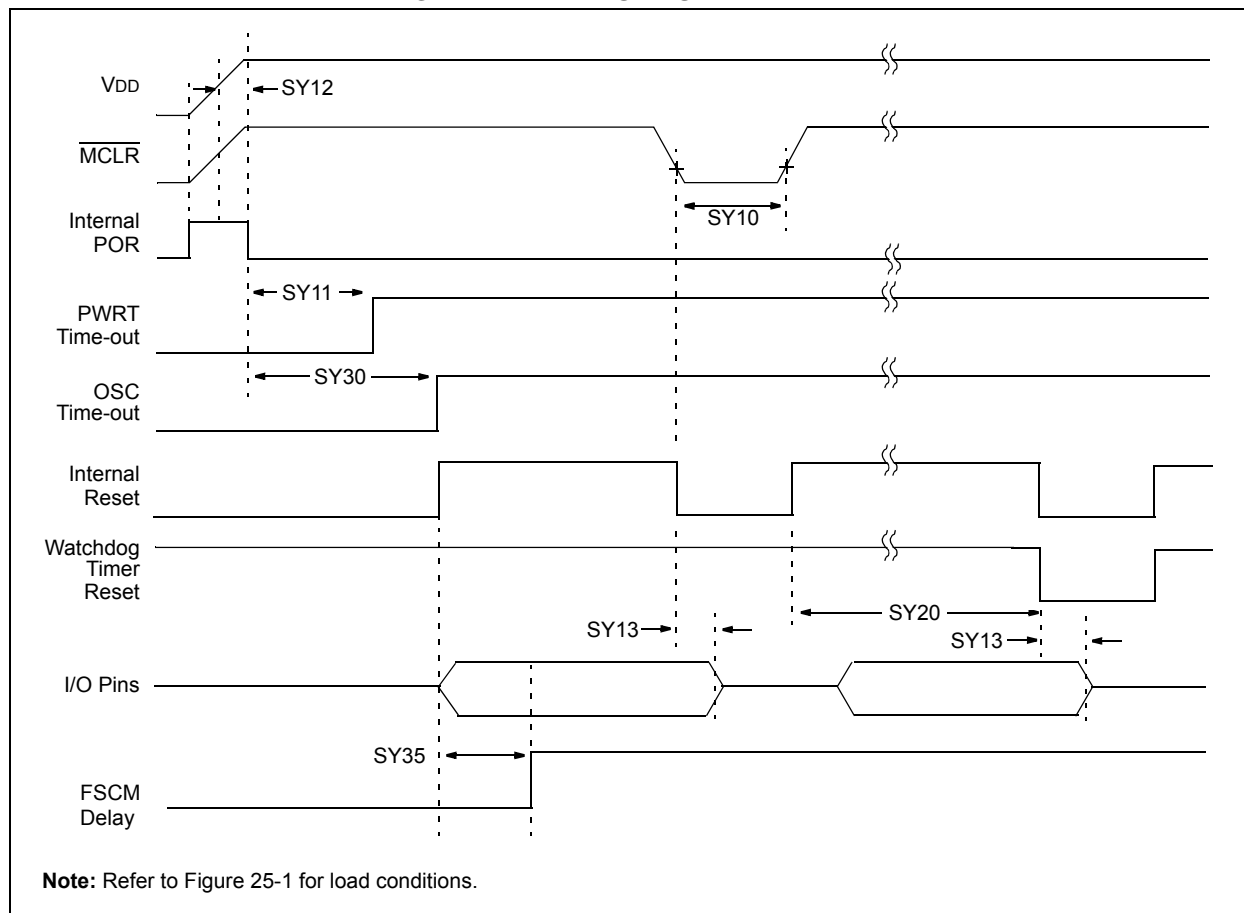 VDD
SY12
MCLR
SY10
Internal
POR
SY11
PWRT
Time-out
SY30
OSC
Time-out
Internal
Reset
Watchdog
Timer
Reset
SY20
SY13
SY13
I/O Pins
SY35
FSCM
Delay
Note: Refer to Figure 25-1 for load conditions.